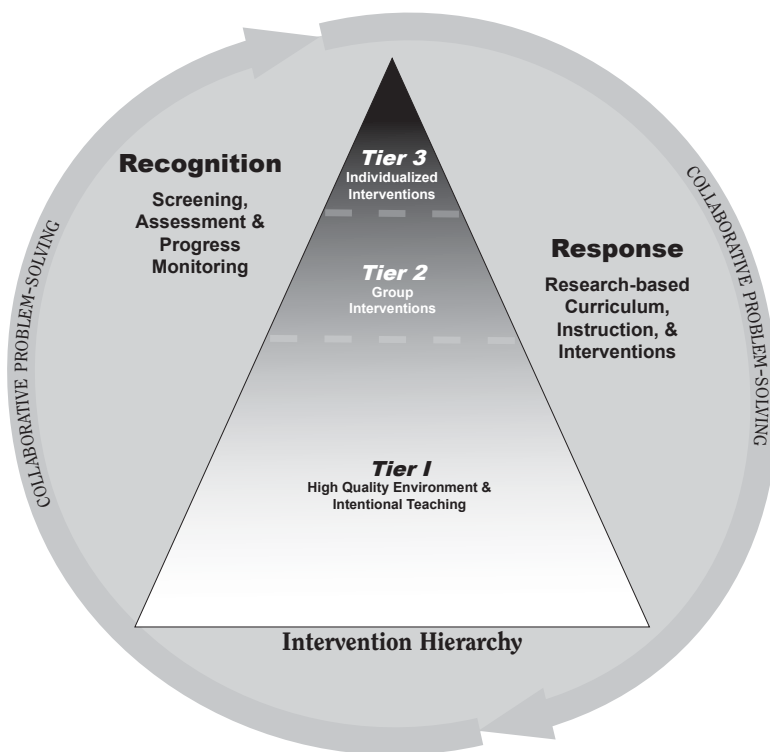 Recognition
Screening,
Assessment &
Progress
Monitoring
Tier 3
Individualized
Interventions
Tier 2
Group
Interventions
Tier I
High Quality Environment &
Intentional Teaching
Response
Research-based
Curriculum,
Instruction, &
Interventions
COLLABORATIVE PROBLEM-SOLVING
COLLABORATIVE PROBLEM-SOLVING
Intervention Hierarchy